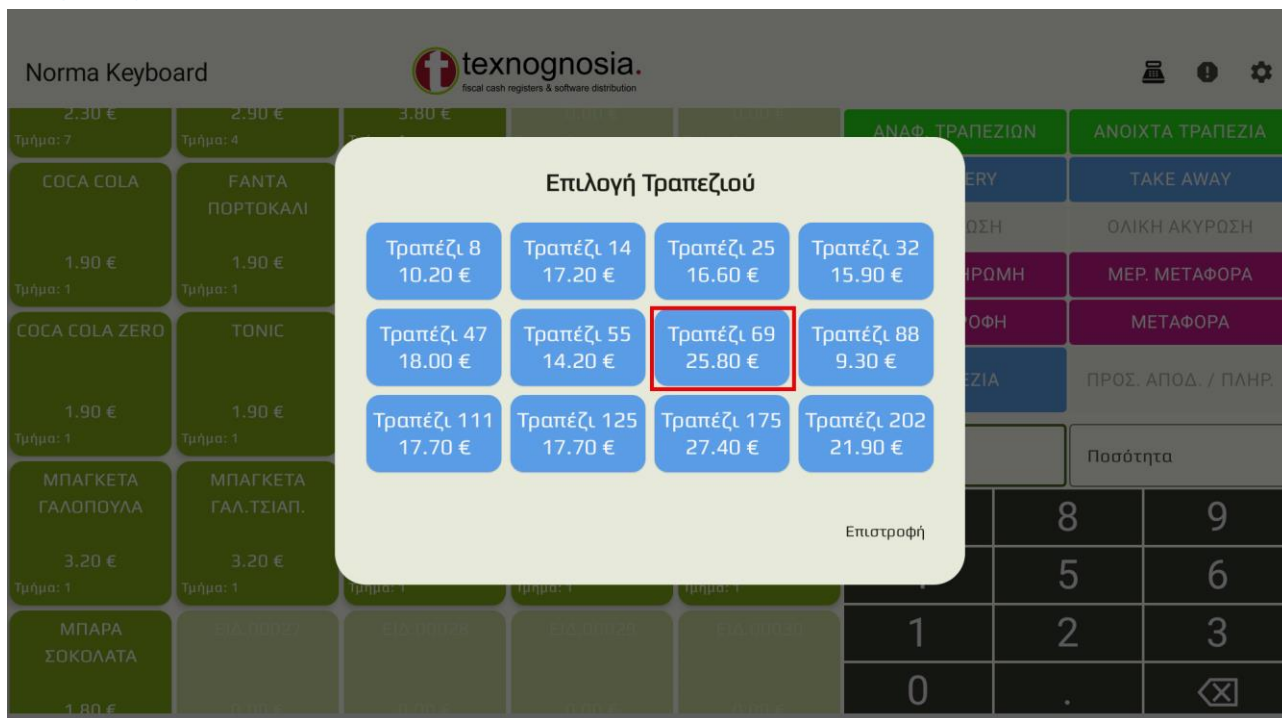 Norma Keyboard
texnognosia.
fiscal cash registers & software distribution
2.30 €
Τμήμα: 7
2.90 €
Τμήμα: 4
3.80 €
ΑΝΑΦ. ΤΡΑΠΕΖΙΩΝ
ΑΝΟΙΧΤΑ ΤΡΑΠΕΖΙΑ
TAKE AWAY
ΟΛΙΚΗ ΑΚΥΡΩΣΗ
ΜΕΡ. ΜΕΤΑΦΟΡΑ
ΜΕΤΑΦΟΡΑ
ΠΡΟΣ. ΑΠΟΔ. / ΠΛΗΡ.
Ποσότητα
COCA COLA
1.90 €
Τμήμα: 1
FANTA
ΠΟΡΤΟΚΑΛΙ
1.90 €
Τμήμα: 1
COCA COLA ZERO
1.90 €
Τμήμα: 1
TONIC
1.90 €
Τμήμα: 1
ΜΠΑΓΚΕΤΑ
ΓΑΛΟΠΟΥΛΑ
3.20 €
Τμήμα: 1
ΜΠΑΓΚΕΤΑ
ΓΑΛ.ΤΣΙΑΠ.
3.20 €
Τμήμα: 1
ΜΠΑΡΑ
ΣΟΚΟΛΑΤΑ
1.80 €
Επιλογή Τραπεζιού
Τραπέζι 8
10.20 €
Τραπέζι 14
17.20 €
Τραπέζι 25
16.60 €
Τραπέζι 32
15.90 €
Τραπέζι 47
18.00 €
Τραπέζι 55
14.20 €
Τραπέζι 69
25.80 €
Τραπέζι 88
9.30 €
Τραπέζι 111
17.70 €
Τραπέζι 125
17.70 €
Τραπέζι 175
27.40 €
Τραπέζι 202
21.90 €
Επιστροφή
8 9
5 6
1 2 3
0 .